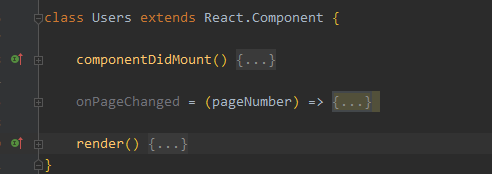 class Users extends React.Component {
componentDidMount() {...}
onPageChanged = (pageNumber) => {...}
render() {...}
}